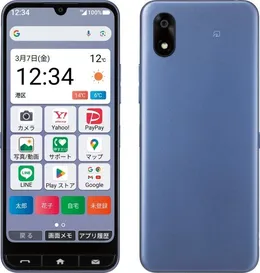 12:34
3月7日(金) 12℃
12:34
港区 14℃ 6℃
カメラ Yahoo! PayPay
写真/動画 サポート マップ
LINE Play ストア Google
太郎 花子 自宅 未登録
戻る 画面メモ アプリ履歴